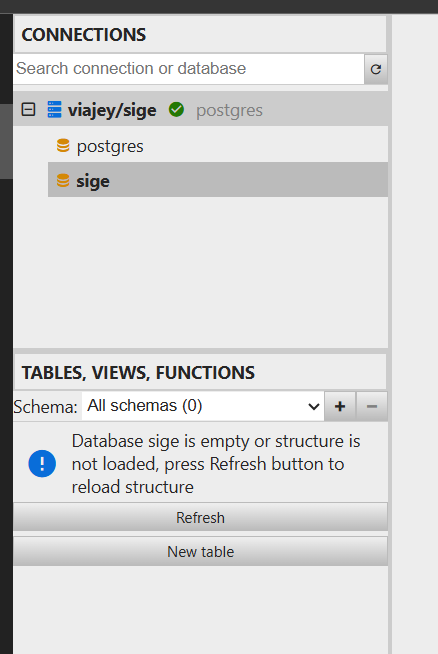 CONNECTIONS
Search connection or database
viajey/sige postgres
postgres
sige
TABLES, VIEWS, FUNCTIONS
Schema: All schemas (0)
Database sige is empty or structure is
not loaded, press Refresh button to
reload structure
Refresh
New table